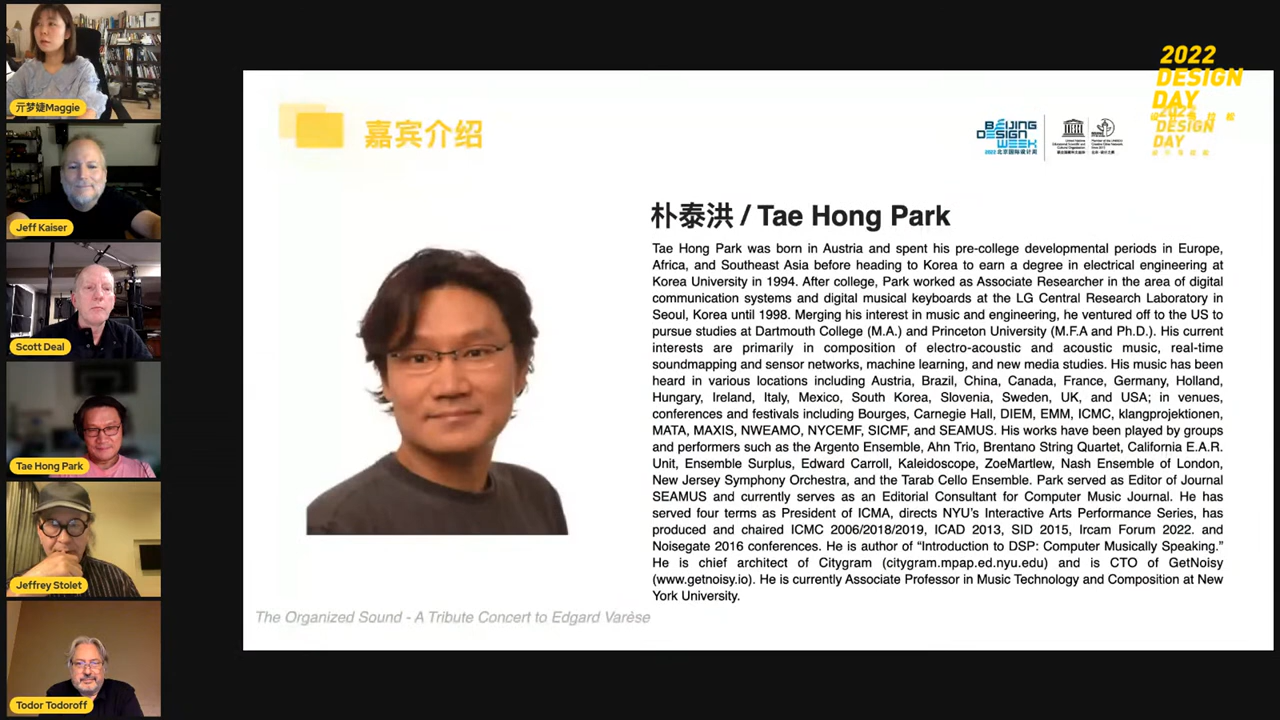 亓梦婕Maggie
Jeff Kaiser
Scott Deal
Tae Hong Park
Jeffrey Stolet
Todor Todoroff
嘉宾介绍
BEIJING
DESIGN
WEEK
2022 北京国际设计周
2022
DESIGN
DAY
DESIGN
DAY
朴泰洪 / Tae Hong Park
Tae Hong Park was born in Austria and spent his pre-college developmental periods in Europe,
Africa, and Southeast Asia before heading to Korea to earn a degree in electrical engineering at
Korea University in 1994. After college, Park worked as Associate Researcher in the area of digital
communication systems and digital musical keyboards at the LG Central Research Laboratory in
Seoul, Korea until 1998. Merging his interest in music and engineering, he ventured off to the US to
pursue studies at Dartmouth College (M.A.) and Princeton University (M.F.A and Ph.D.). His current
interests are primarily in composition of electro-acoustic and acoustic music, real-time
soundmapping and sensor networks, machine learning, and new media studies. His music has been
heard in various locations including Austria, Brazil, China, Canada, France, Germany, Holland,
Hungary, Ireland, Italy, Mexico, South Korea, Slovenia, Sweden, UK, and USA; in venues,
conferences and festivals including Bourges, Carnegie Hall, DIEM, EMM, ICMC, klangprojektionen,
MATA, MAXIS, NWEAMO, NYCEMF, SICMF, and SEAMUS. His works have been played by groups
and performers such as the Argento Ensemble, Ahn Trio, Brentano String Quartet, California E.A.R.
Unit, Ensemble Surplus, Edward Carroll, Kaleidoscope, ZoeMartlew, Nash Ensemble of London,
New Jersey Symphony Orchestra, and the Tarab Cello Ensemble. Park served as Editor of Journal
SEAMUS and currently serves as an Editorial Consultant for Computer Music Journal. He has
served four terms as President of ICMA, directs NYU’s Interactive Arts Performance Series, has
produced and chaired ICMC 2006/2018/2019, ICAD 2013, SID 2015, Ircam Forum 2022. and
Noisegate 2016 conferences. He is author of “Introduction to DSP: Computer Musically Speaking.”
He is chief architect of Citygram (citygram.mpap.ed.nyu.edu) and is CTO of GetNoisy
(www.getnoisy.io). He is currently Associate Professor in Music Technology and Composition at New
York University.
The Organized Sound - A Tribute Concert to Edgard Varèse